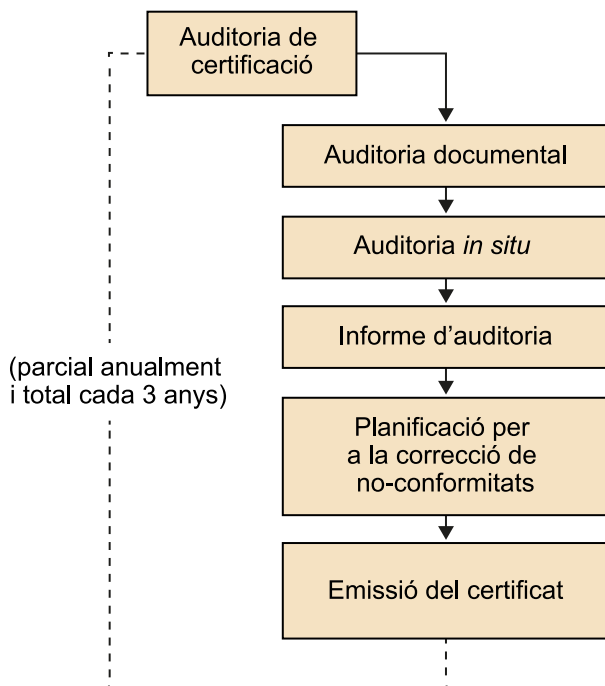 Auditoria de
certificació
Auditoria documental
Auditoria in situ
Informe d'auditoria
(parcial anualment
i total cada 3 anys)
Planificació per
a la correcció de
no-conformitats
Emissió del certificat